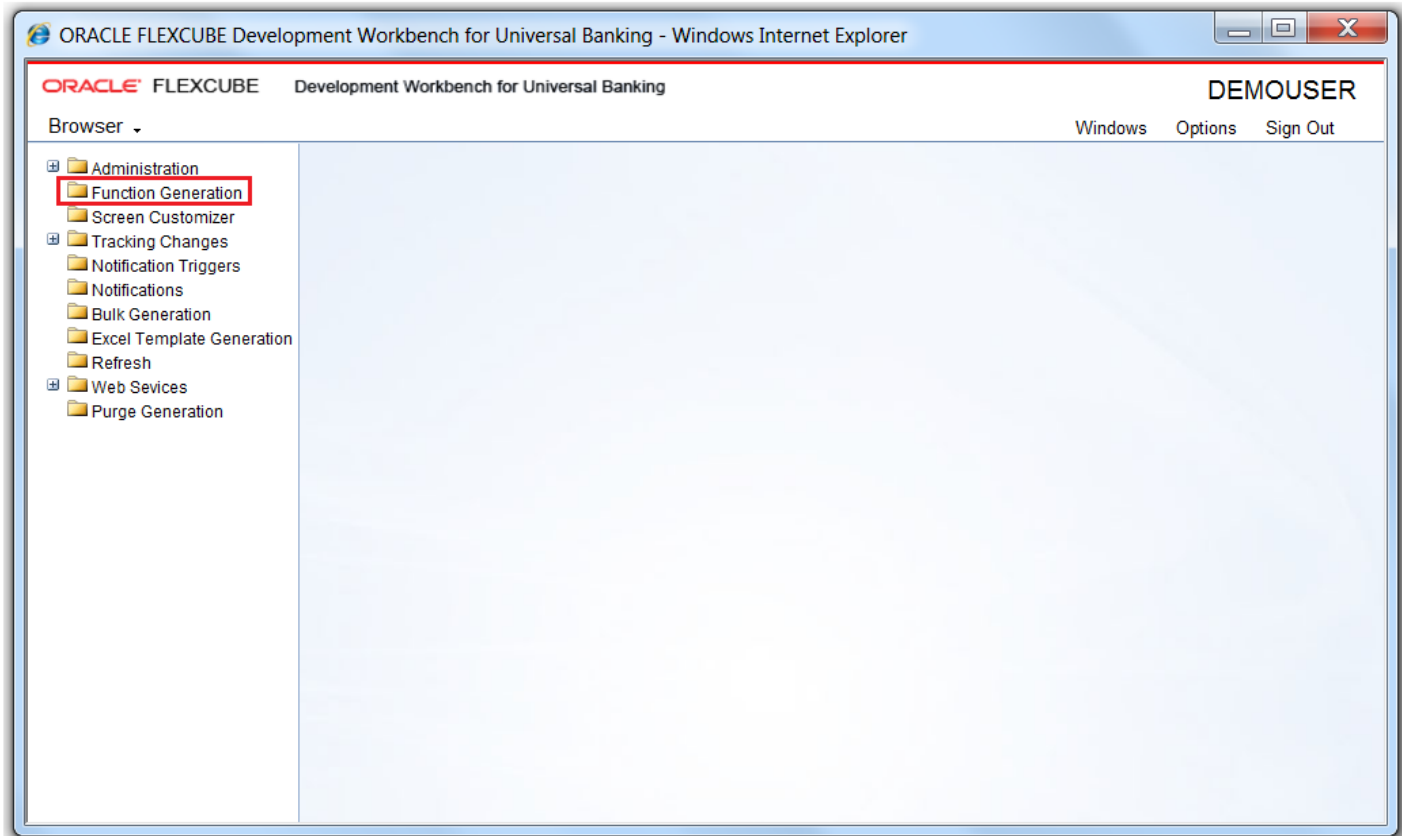 ORACLE FLEXCUBE Development Workbench for Universal Banking - Windows Internet Explorer
ORACLE FLEXCUBE Development Workbench for Universal Banking DEMOUSER
Browser Windows Options Sign Out
Administration
Function Generation
Screen Customizer
Tracking Changes
Notification Triggers
Notifications
Bulk Generation
Excel Template Generation
Refresh
Web Sevices
Purge Generation